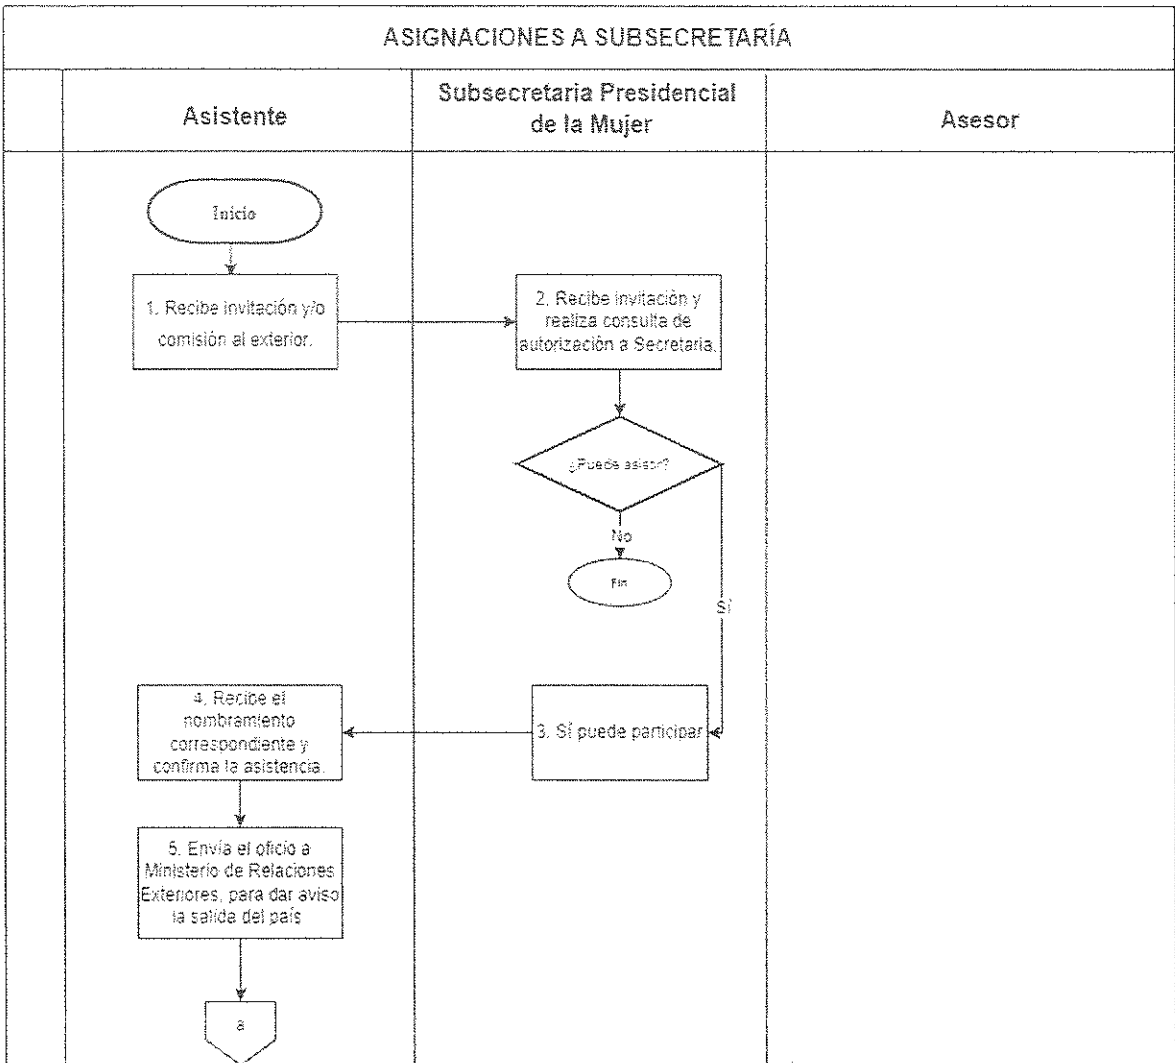 ASIGNACIONES A SUBSECRETARÍA
Asistente
Subsecretaria Presidencial
de la Mujer
Asesor
Inicio
1. Recibe invitación y/o
comisión al exterior.
2. Recibe invitación y
realiza consulta de
autorización a Secretaria.
¿Puede asisor?
No
Fin
Sí
3. Sí puede participar
4. Recibe el
nombramiento
correspondiente y
confirma la asistencia.
5. Envía el oficio a
Ministerio de Relaciones
Exteriores, para dar aviso
la salida del país
a